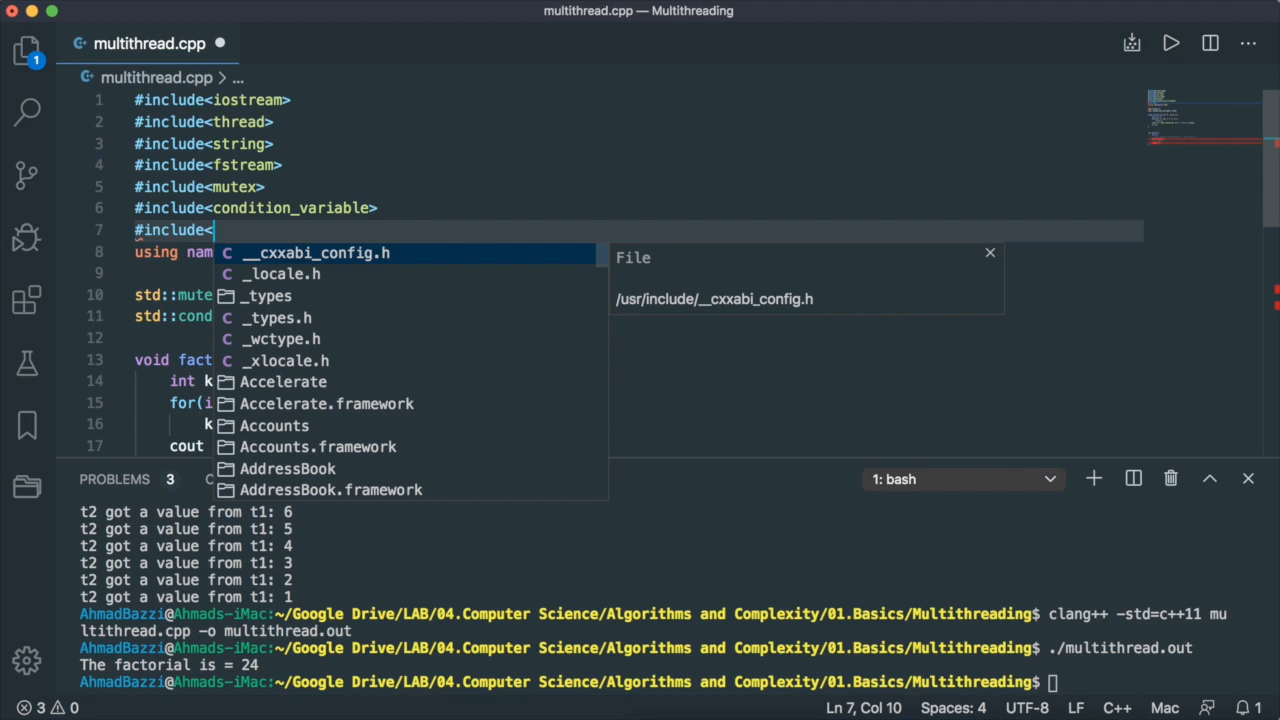 multithread.cpp — Multithreading
1
multithread.cpp
multithread.cpp > ...
1 #include<iostream>
2 #include<thread>
3 #include<string>
4 #include<fstream>
5 #include<mutex>
6 #include<condition_variable>
7 #include<
8 using nam
9
10 std::mute
11 std::cond
12
13 void fact
14 int k
15 for(i
16 k
17 cout
C __cxxabi_config.h
C _locale.h
_types
C _types.h
C _wctype.h
C _xlocale.h
Accelerate
Accelerate.framework
Accounts
Accounts.framework
AddressBook
AddressBook.framework
File
/usr/include/__cxxabi_config.h
PROBLEMS 3
1: bash
t2 got a value from t1: 6
t2 got a value from t1: 5
t2 got a value from t1: 4
t2 got a value from t1: 3
t2 got a value from t1: 2
t2 got a value from t1: 1
AhmadBazzi@Ahmads-iMac:~/Google Drive/LAB/04.Computer Science/Algorithms and Complexity/01.Basics/Multithreading$ clang++ -std=c++11 mu
ltithread.cpp -o multithread.out
AhmadBazzi@Ahmads-iMac:~/Google Drive/LAB/04.Computer Science/Algorithms and Complexity/01.Basics/Multithreading$ ./multithread.out
The factorial is = 24
AhmadBazzi@Ahmads-iMac:~/Google Drive/LAB/04.Computer Science/Algorithms and Complexity/01.Basics/Multithreading$
3 0 Ln 7, Col 10 Spaces: 4 UTF-8 LF C++ Mac 1